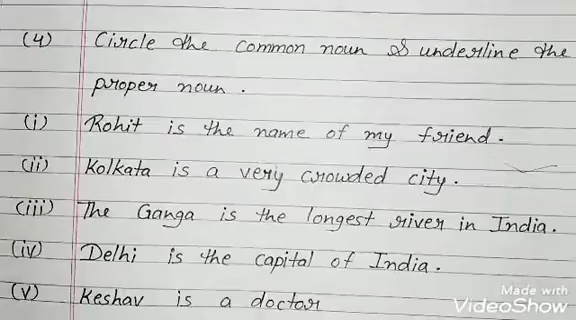 (4) Circle the common noun & underline the
proper noun.
(i) Rohit is the name of my friend.
(ii) Kolkata is a very crowded city.
(iii) The Ganga is the longest river in India.
(iv) Delhi is the capital of India.
(v) Keshav is a doctor
Made with
VideoShow